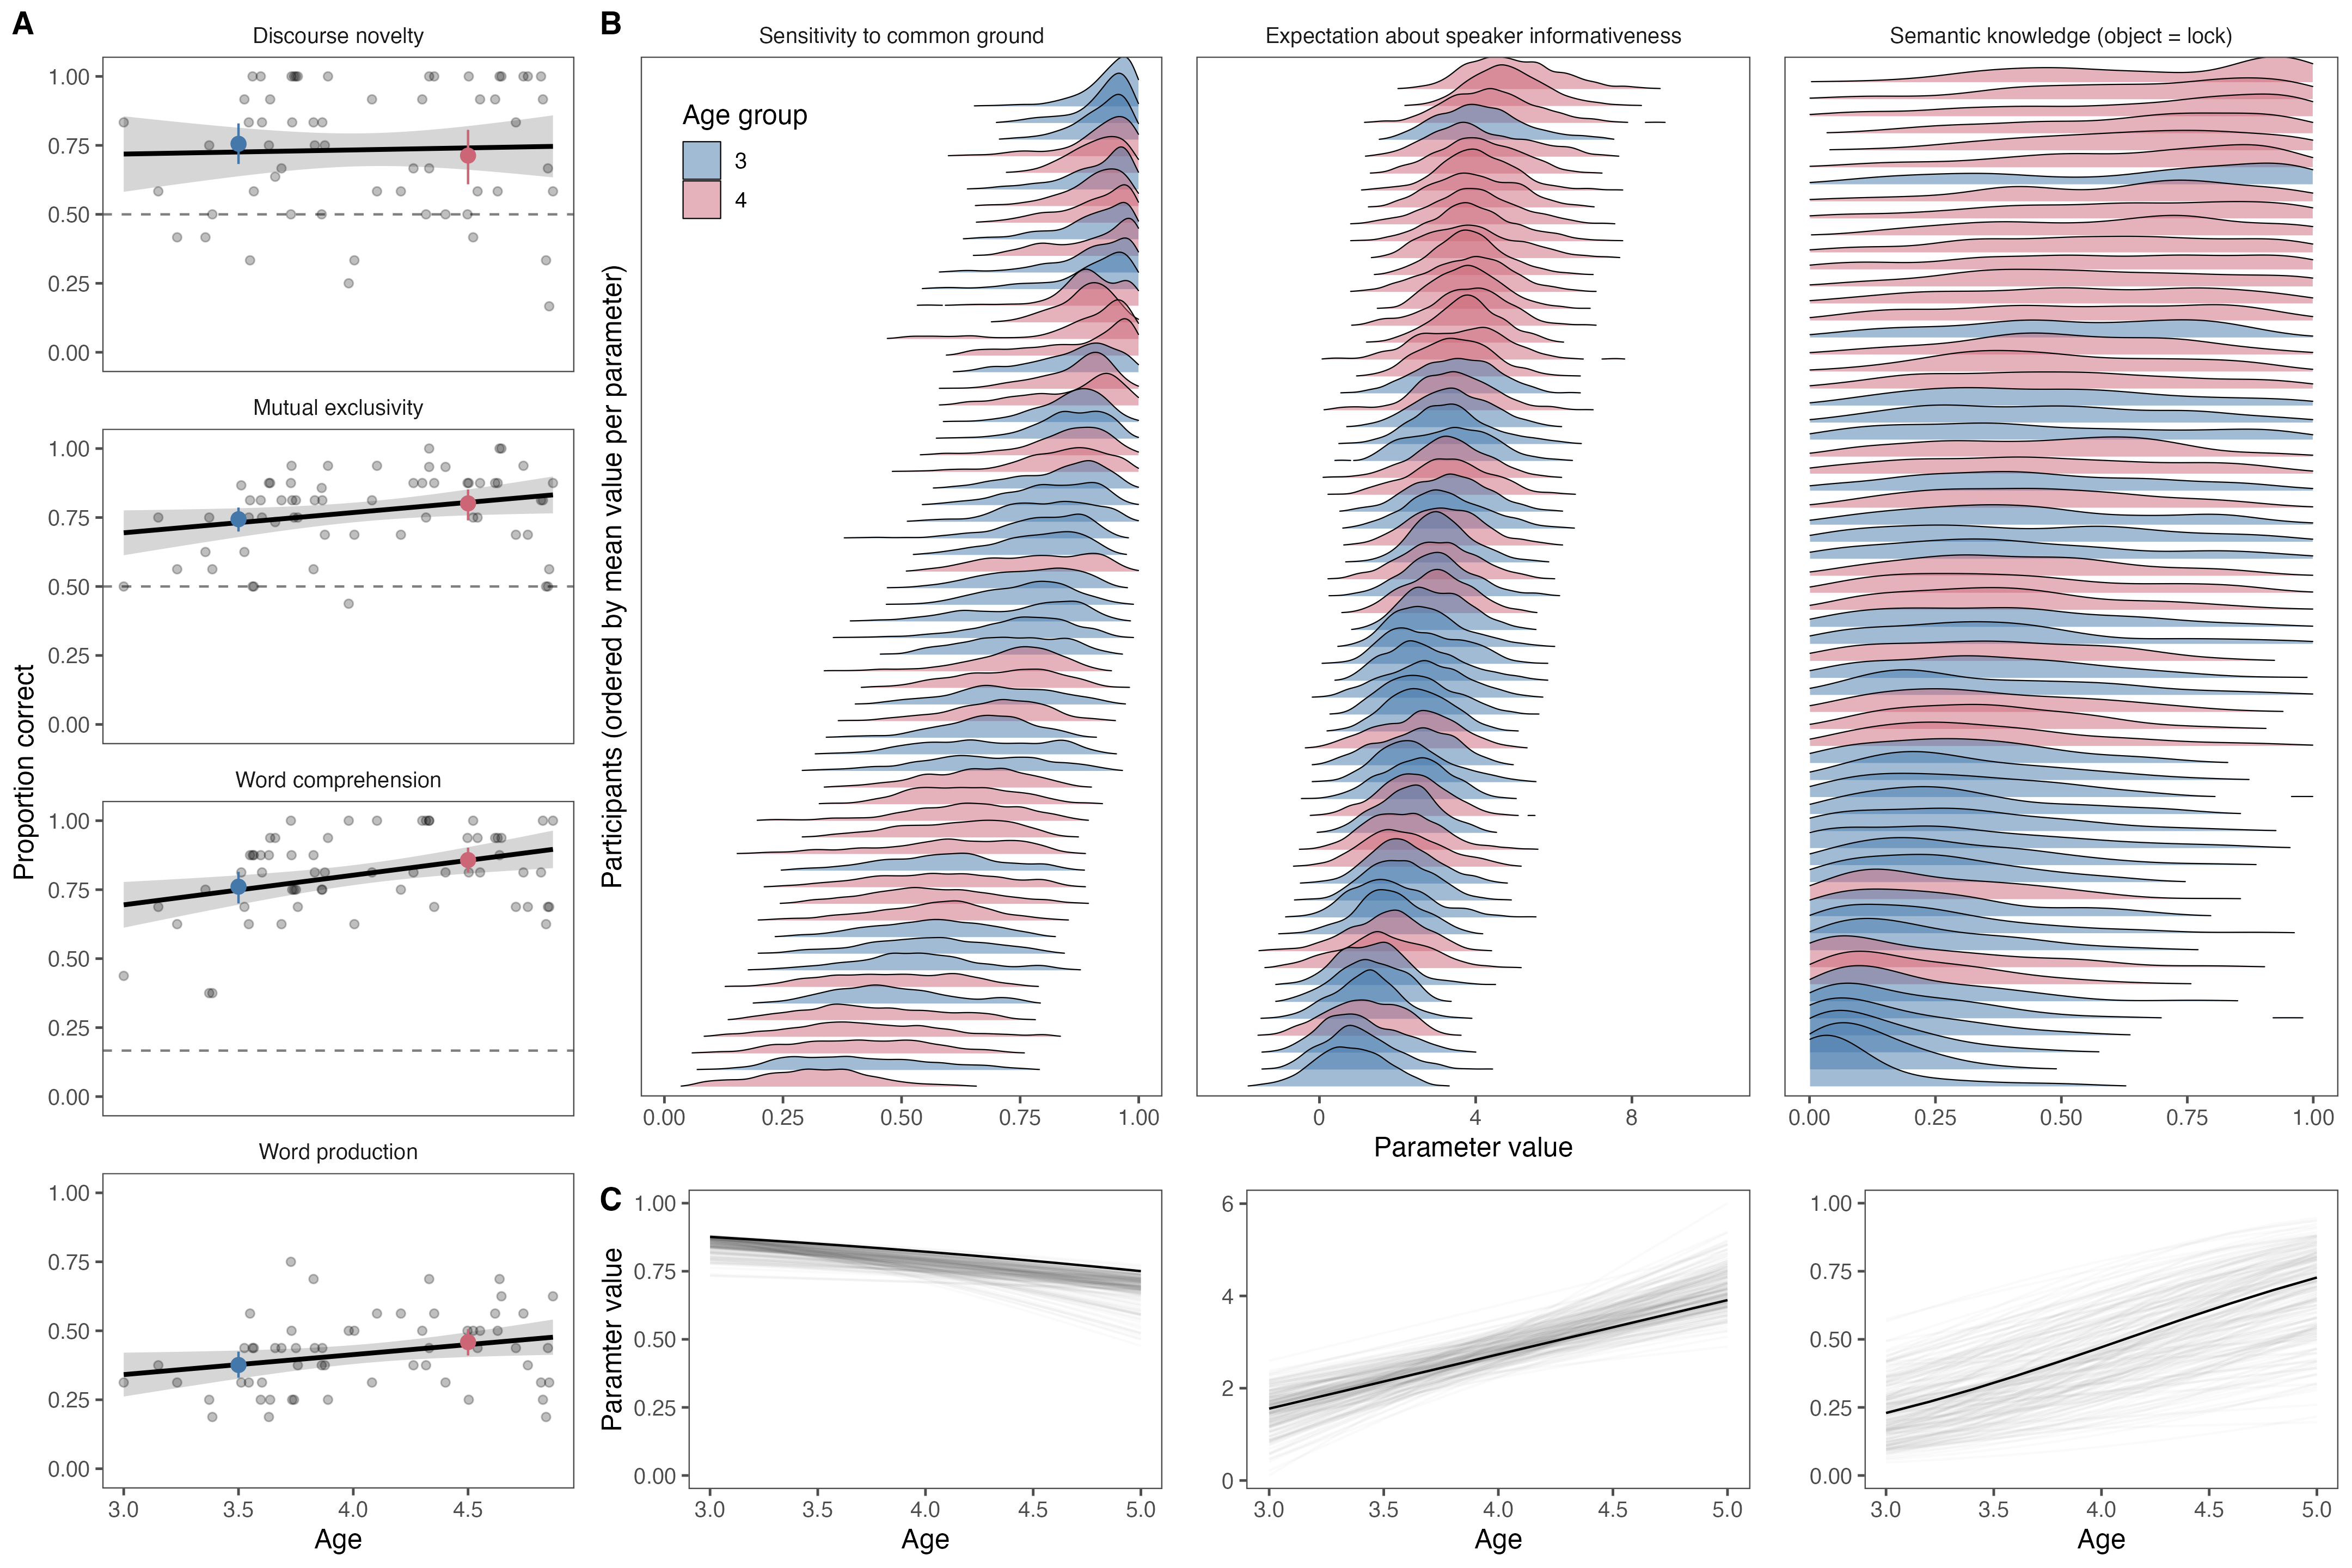 A
Discourse novelty
1.00
0.75
0.50
0.25
0.00
Mutual exclusivity
1.00
0.75
0.50
0.25
0.00
Word comprehension
1.00
0.75
0.50
0.25
0.00
Word production
1.00
0.75
0.50
0.25
0.00
3.0 3.5 4.0 4.5
Age
Proportion correct
B
Sensitivity to common ground
Expectation about speaker informativeness
Semantic knowledge (object = lock)
Age group
3
4
Participants (ordered by mean value per parameter)
0.00 0.25 0.50 0.75 1.00
0 4 8
0.00 0.25 0.50 0.75 1.00
Parameter value
C
Paramter value
1.00
0.75
0.50
0.25
0.00
3.0 3.5 4.0 4.5 5.0
Age
6
4
2
0
3.0 3.5 4.0 4.5 5.0
Age
1.00
0.75
0.50
0.25
0.00
3.0 3.5 4.0 4.5 5.0
Age